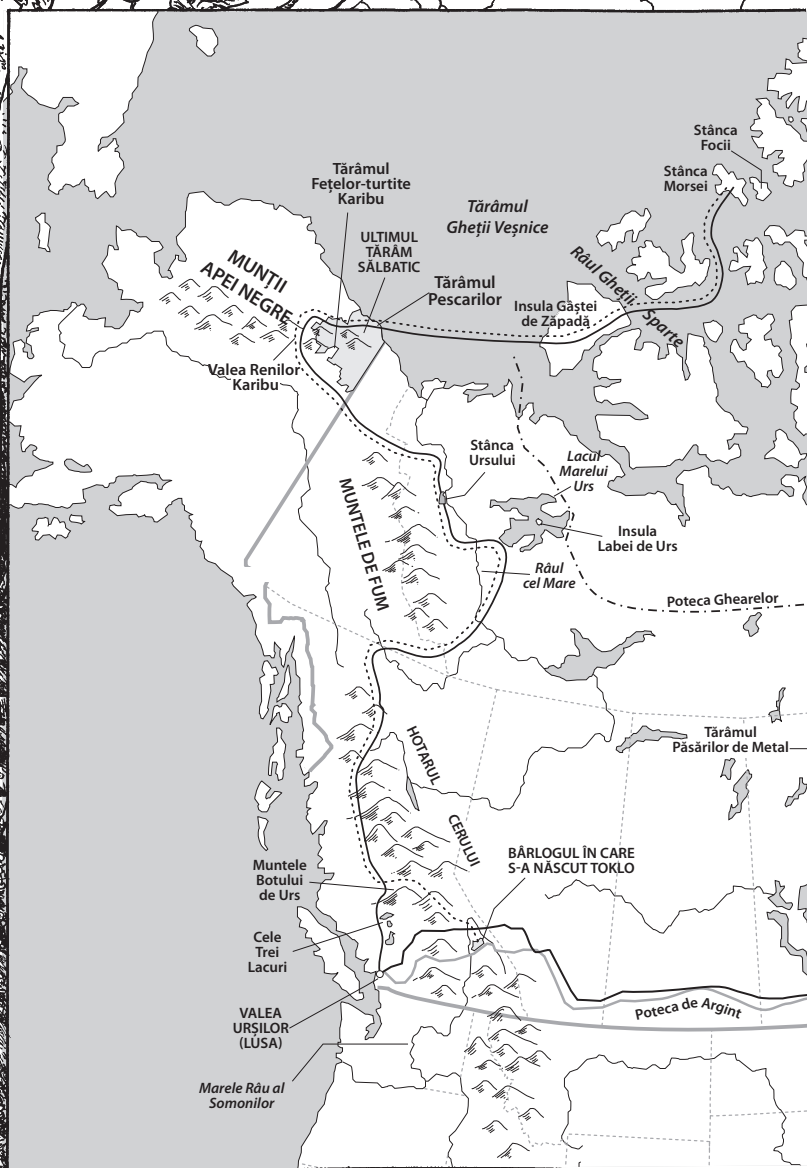 Stânca
Focii
Stânca
Morsei
Tărâmul
Fețelor-turtite
Karibu
Tărâmul
Gheții Veșnice
ULTIMUL
TĂRÂM
SĂLBATIC
MUNȚII
APEI NEGRE
Tărâmul
Pescarilor
Râul Gheții Sparte
Insula Gâștei
de Zăpadă
Valea Renilor
Karibu
Stânca
Ursului
Lacul
Marelui
Urs
MUNTELE DE FUM
Insula
Labei de Urs
Râul
cel Mare
Poteca Ghearelor
HOTARUL
CERULUI
Tărâmul
Păsărilor de Metal
BÂRLOGUL ÎN CARE
S-A NĂSCUT TOKLO
Muntele
Botului
de Urs
Cele
Trei
Lacuri
VALEA
URȘILOR
(LUSA)
Poteca de Argint
Marele Râu al
Somonilor